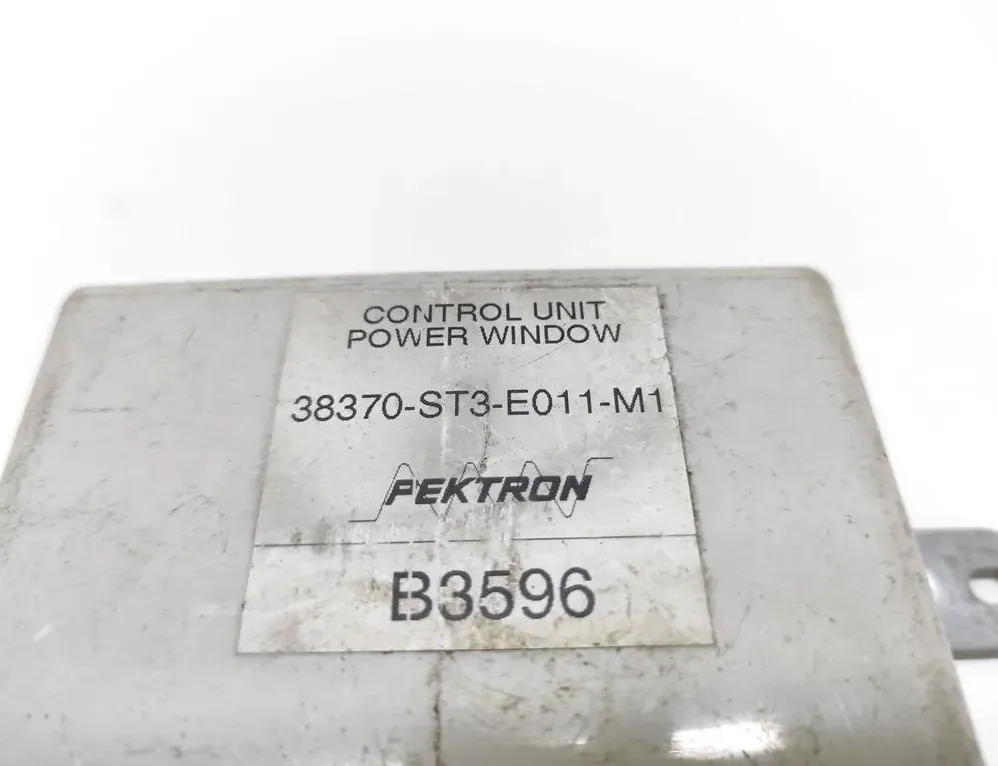 CONTROL UNIT
POWER WINDOW
38370-ST3-E011-M1
PEKTRON
B3596